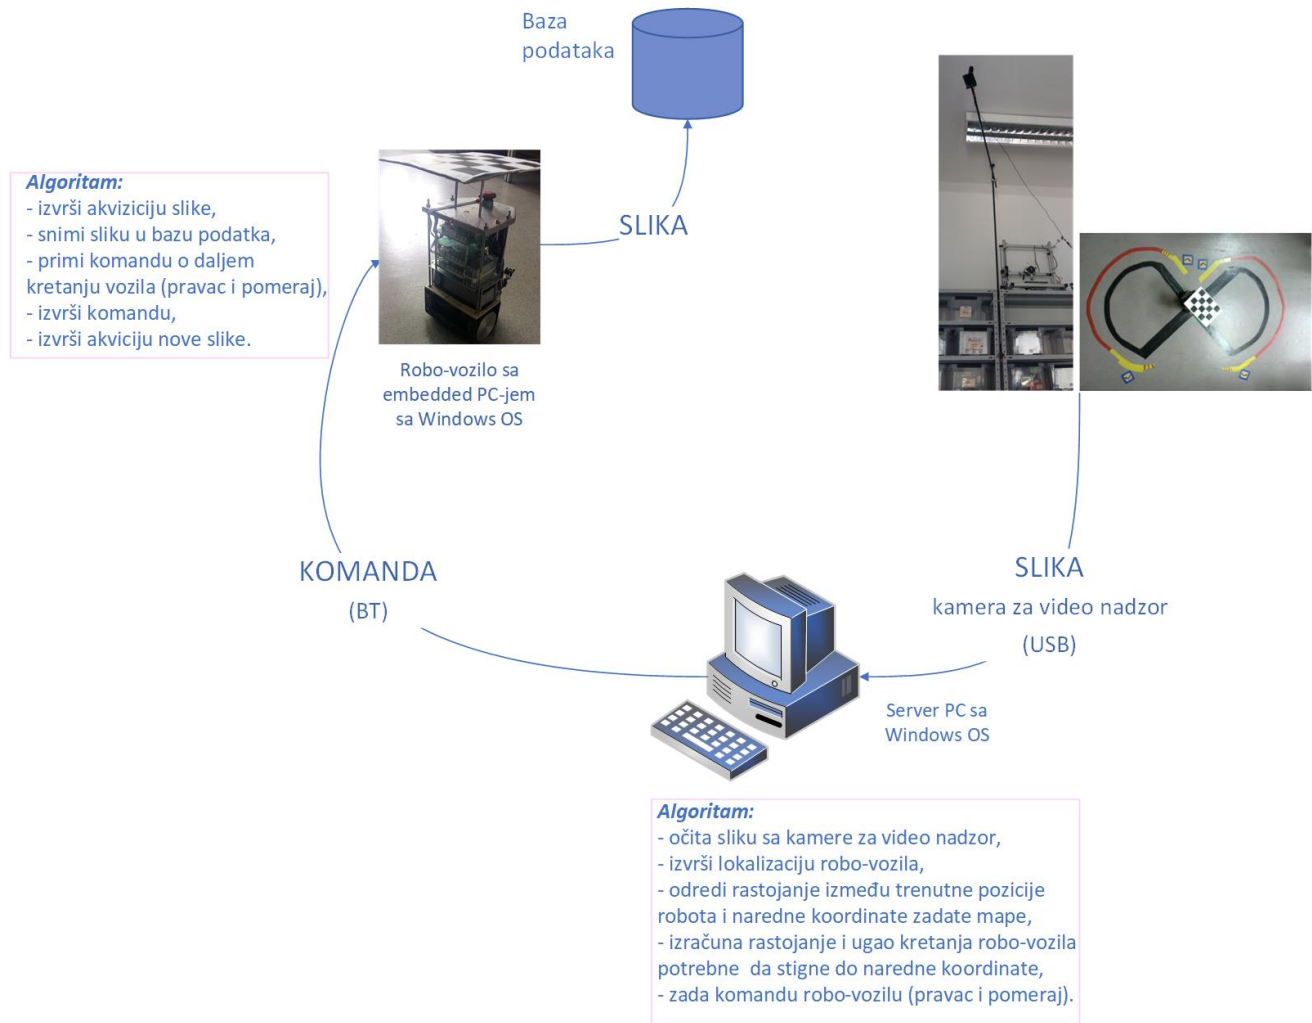 Baza
podataka
Algoritam:
- izvrši akviziciju slike,
- snimi sliku u bazu podatka,
- primi komandu o daljem
kretanju vozila (pravac i pomeraj),
- izvrši komandu,
- izvrši akviciju nove slike.
SLIKA
Robo-vozilo sa
embedded PC-jem
sa Windows OS
KOMANDA
(BT)
SLIKA
kamera za video nadzor
(USB)
Server PC sa
Windows OS
Algoritam:
- očita sliku sa kamere za video nadzor,
- izvrši lokalizaciju robo-vozila,
- odredi rastojanje između trenutne pozicije
robota i naredne koordinate zadate mape,
- izračuna rastojanje i ugao kretanja robo-vozila
potrebne  da stigne do naredne koordinate,
- zada komandu robo-vozilu (pravac i pomeraj).